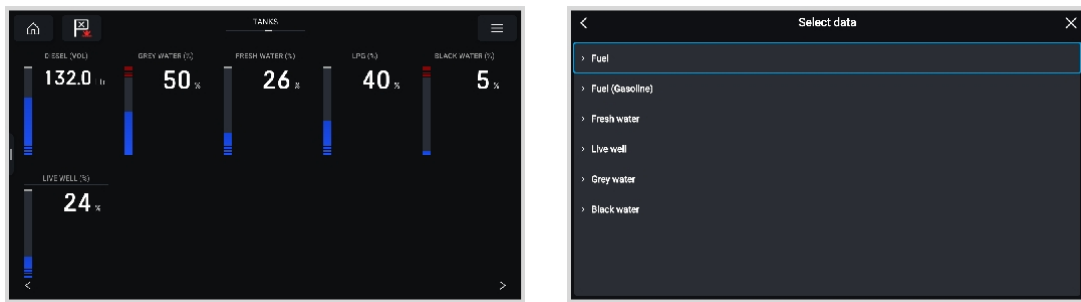 TANKS
DIESEL (VOL)
132.0 ltr
GREY WATER (%)
50 %
FRESH WATER (%)
26 %
LPG (%)
40 %
BLACK WATER (%)
5 %
LIVE WELL (%)
24 %
Select data
Fuel
Fuel (Gasoline)
Fresh water
Live well
Grey water
Black water